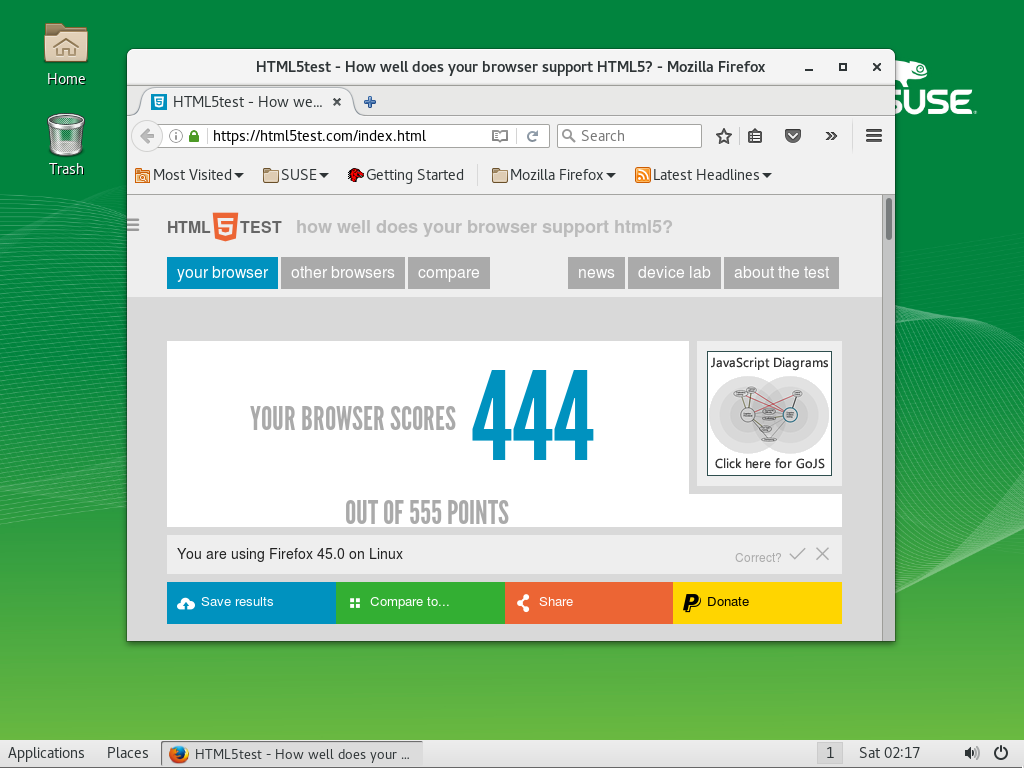 Home
Trash
SUSE
HTML5test - How well does your browser support HTML5? - Mozilla Firefox
HTML5test - How we...
https://html5test.com/index.html
Search
Most Visited SUSE Getting Started Mozilla Firefox Latest Headlines
HTML 5 TEST how well does your browser support html5?
your browser other browsers compare news device lab about the test
YOUR BROWSER SCORES 444
OUT OF 555 POINTS
JavaScript Diagrams
Click here for GoJS
You are using Firefox 45.0 on Linux Correct?
Save results Compare to... Share Donate
Applications Places HTML5test - How well does your ... 1 Sat 02:17